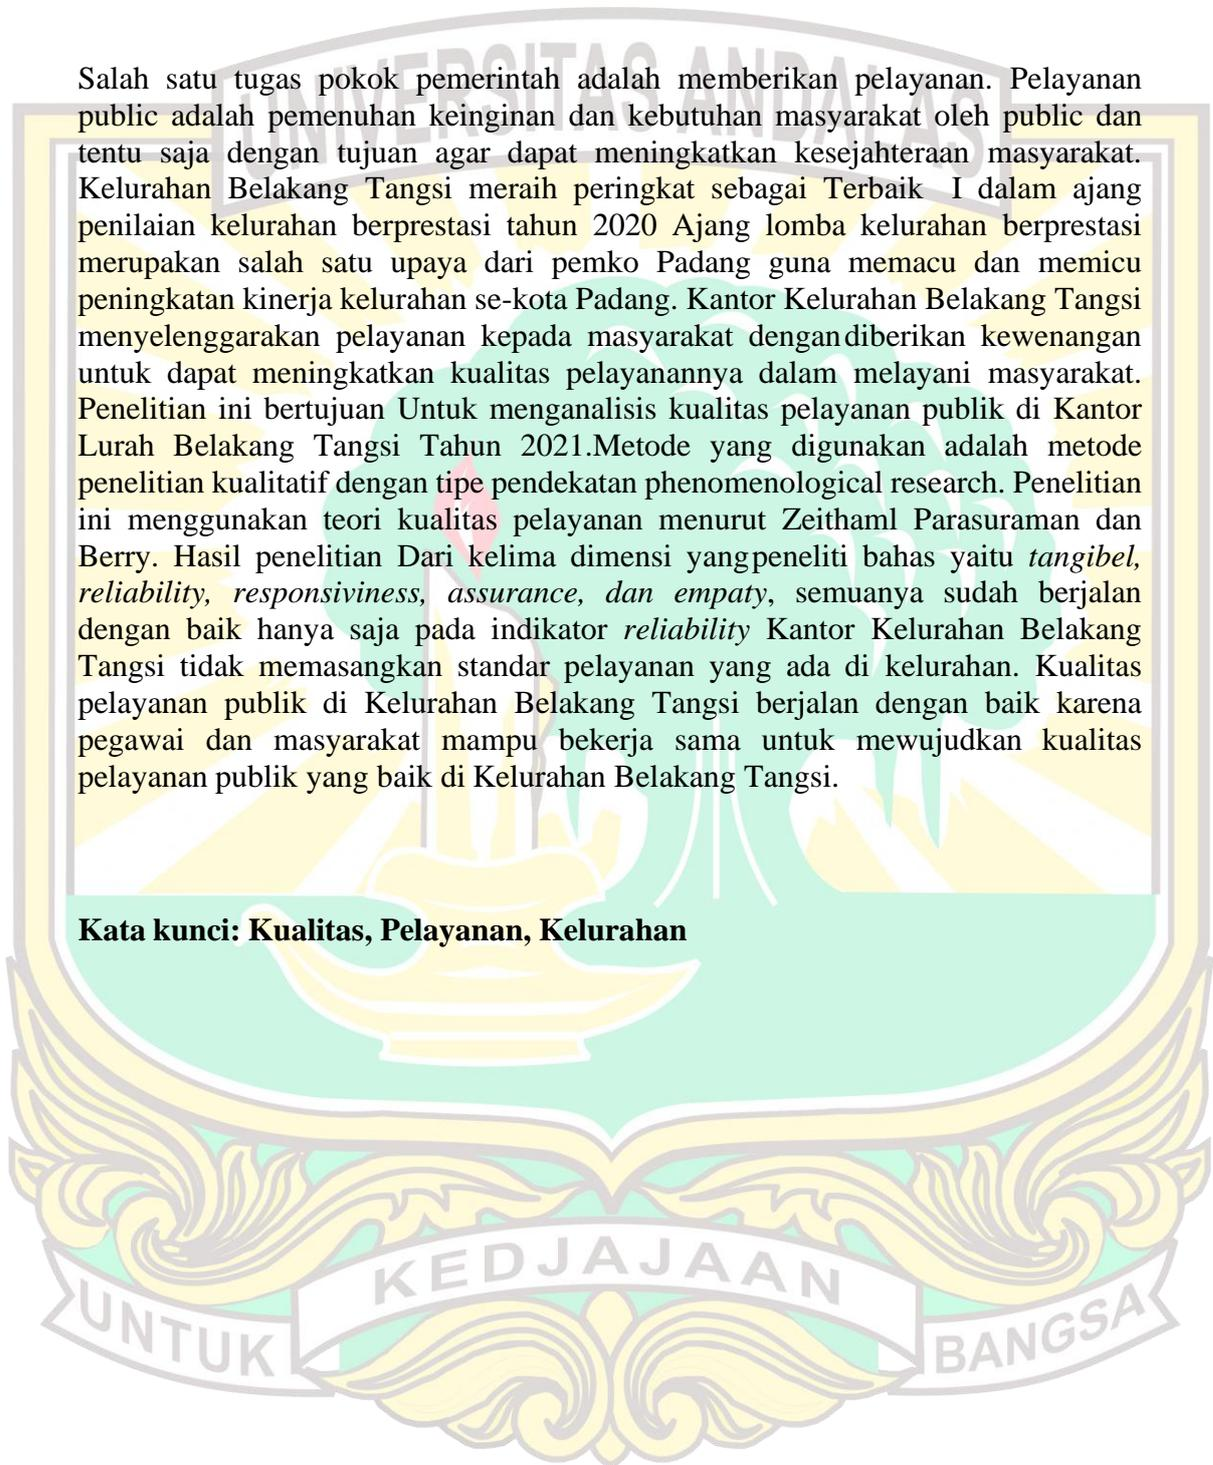 UNIVERSITAS ANDALAS
Salah satu tugas pokok pemerintah adalah memberikan pelayanan. Pelayanan
public adalah pemenuhan keinginan dan kebutuhan masyarakat oleh public dan
tentu saja dengan tujuan agar dapat meningkatkan kesejahteraan masyarakat.
Kelurahan Belakang Tangsi meraih peringkat sebagai Terbaik I dalam ajang
penilaian kelurahan berprestasi tahun 2020 Ajang lomba kelurahan berprestasi
merupakan salah satu upaya dari pemko Padang guna memacu dan memicu
peningkatan kinerja kelurahan se-kota Padang. Kantor Kelurahan Belakang Tangsi
menyelenggarakan pelayanan kepada masyarakat dengandiberikan kewenangan
untuk dapat meningkatkan kualitas pelayanannya dalam melayani masyarakat.
Penelitian ini bertujuan Untuk menganalisis kualitas pelayanan publik di Kantor
Lurah Belakang Tangsi Tahun 2021.Metode yang digunakan adalah metode
penelitian kualitatif dengan tipe pendekatan phenomenological research. Penelitian
ini menggunakan teori kualitas pelayanan menurut Zeithaml Parasuraman dan
Berry. Hasil penelitian Dari kelima dimensi yangpeneliti bahas yaitu tangibel,
reliability, responsiviness, assurance, dan empaty, semuanya sudah berjalan
dengan baik hanya saja pada indikator reliability Kantor Kelurahan Belakang
Tangsi tidak memasangkan standar pelayanan yang ada di kelurahan. Kualitas
pelayanan publik di Kelurahan Belakang Tangsi berjalan dengan baik karena
pegawai dan masyarakat mampu bekerja sama untuk mewujudkan kualitas
pelayanan publik yang baik di Kelurahan Belakang Tangsi.
Kata kunci: Kualitas, Pelayanan, Kelurahan
UNTUK KEDJAJAAN BANGSA